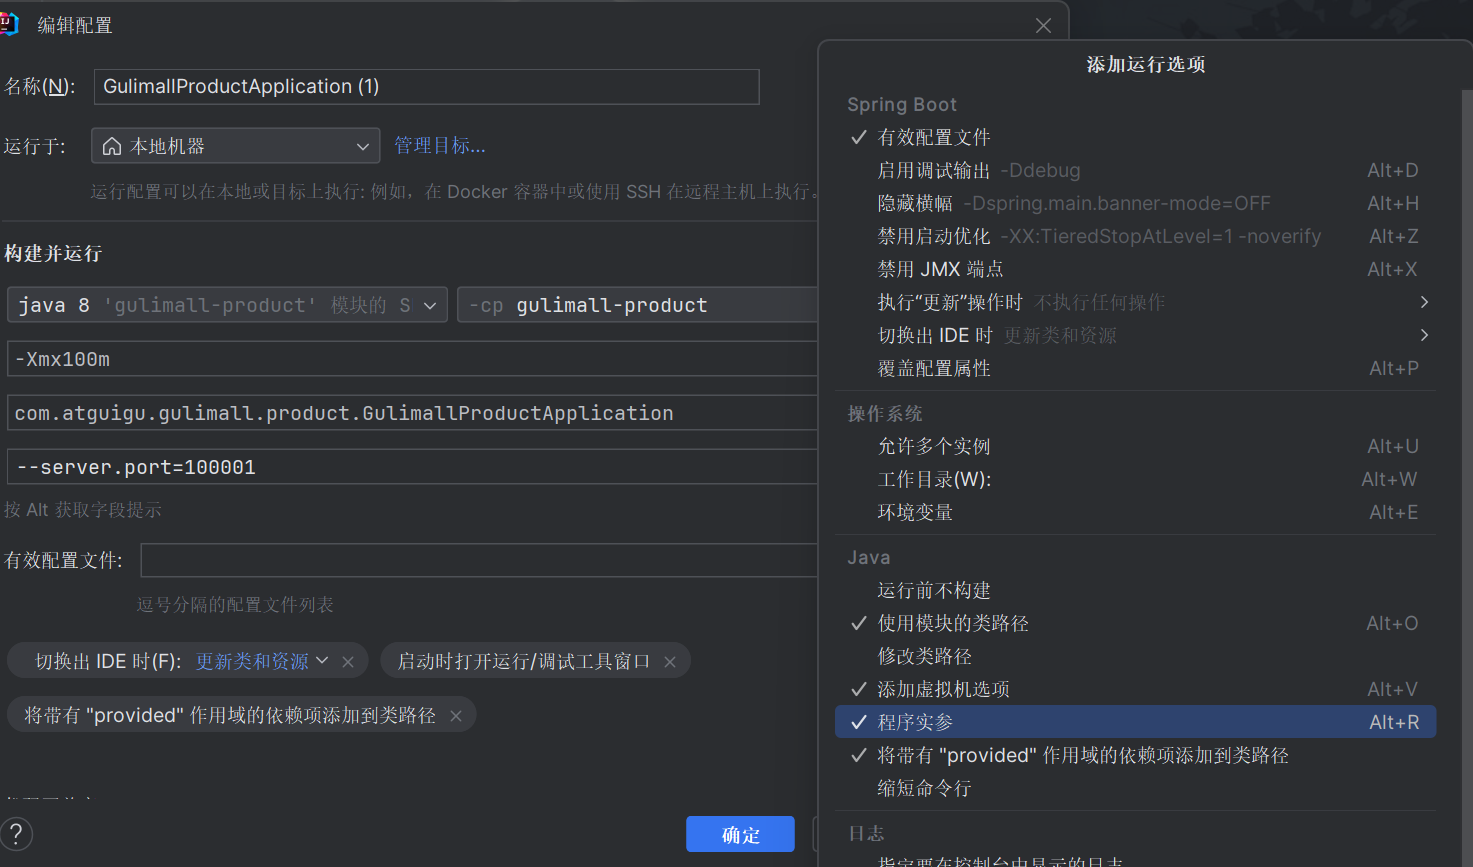 编辑配置
名称(N):
GulimallProductApplication (1)
运行于:
本地机器
管理目标...
运行配置可以在本地或目标上执行: 例如，在 Docker 容器中或使用 SSH 在远程主机上执行。
构建并运行
java 8 'gulimall-product' 模块的 S
-cp gulimall-product
-Xmx100m
com.atguigu.gulimall.product.GulimallProductApplication
--server.port=100001
按 Alt 获取字段提示
有效配置文件:
逗号分隔的配置文件列表
切换出 IDE 时(F): 更新类和资源
启动时打开运行/调试工具窗口
将带有 "provided" 作用域的依赖项添加到类路径
?
确定
添加运行选项
Spring Boot
有效配置文件
启用调试输出 -Ddebug Alt+D
隐藏横幅 -Dspring.main.banner-mode=OFF Alt+H
禁用启动优化 -XX:TieredStopAtLevel=1 -noverify Alt+Z
禁用 JMX 端点 Alt+X
执行“更新”操作时 不执行任何操作
切换出 IDE 时 更新类和资源
覆盖配置属性 Alt+P
操作系统
允许多个实例 Alt+U
工作目录(W): Alt+W
环境变量 Alt+E
Java
运行前不构建
使用模块的类路径 Alt+O
修改类路径
添加虚拟机选项 Alt+V
程序实参 Alt+R
将带有 "provided" 作用域的依赖项添加到类路径
缩短命令行
日志
指定要在控制台中显示的日志